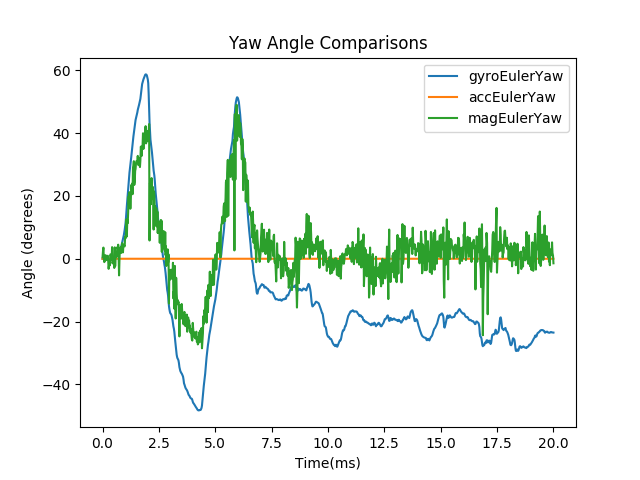 Yaw Angle Comparisons
gyroEulerYaw
accEulerYaw
magEulerYaw
Angle (degrees)
60
40
20
0
−20
−40
0.0 2.5 5.0 7.5 10.0 12.5 15.0 17.5 20.0
Time(ms)